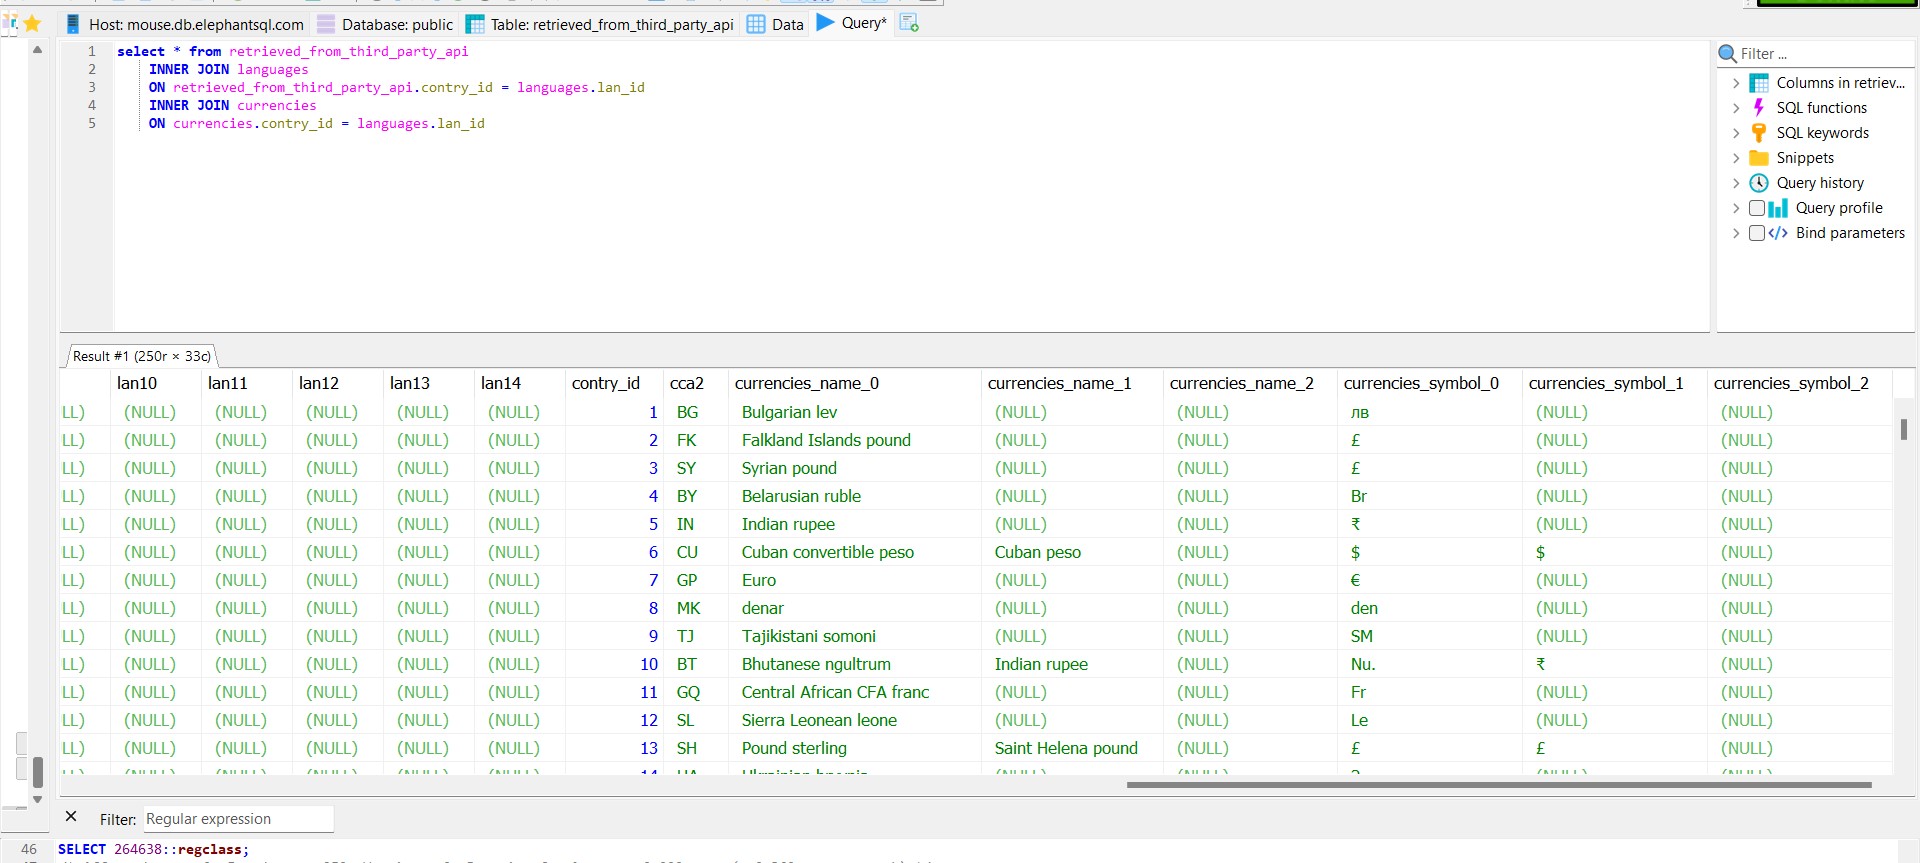 Host: mouse.db.elephantsql.com Database: public Table: retrieved_from_third_party_api Data Query*
1 select * from retrieved_from_third_party_api
2 INNER JOIN languages
3 ON retrieved_from_third_party_api.contry_id = languages.lan_id
4 INNER JOIN currencies
5 ON currencies.contry_id = languages.lan_id
Filter ...
Columns in retriev...
SQL functions
SQL keywords
Snippets
Query history
Query profile
Bind parameters
Result #1 (250r × 33c)
lan10 lan11 lan12 lan13 lan14 contry_id cca2 currencies_name_0 currencies_name_1 currencies_name_2 currencies_symbol_0 currencies_symbol_1 currencies_symbol_2
LL) (NULL) (NULL) (NULL) (NULL) (NULL) 1 BG Bulgarian lev (NULL) (NULL) лв (NULL) (NULL)
LL) (NULL) (NULL) (NULL) (NULL) (NULL) 2 FK Falkland Islands pound (NULL) (NULL) £ (NULL) (NULL)
LL) (NULL) (NULL) (NULL) (NULL) (NULL) 3 SY Syrian pound (NULL) (NULL) £ (NULL) (NULL)
LL) (NULL) (NULL) (NULL) (NULL) (NULL) 4 BY Belarusian ruble (NULL) (NULL) Br (NULL) (NULL)
LL) (NULL) (NULL) (NULL) (NULL) (NULL) 5 IN Indian rupee (NULL) (NULL) ₹ (NULL) (NULL)
LL) (NULL) (NULL) (NULL) (NULL) (NULL) 6 CU Cuban convertible peso Cuban peso (NULL) $ $ (NULL)
LL) (NULL) (NULL) (NULL) (NULL) (NULL) 7 GP Euro (NULL) (NULL) € (NULL) (NULL)
LL) (NULL) (NULL) (NULL) (NULL) (NULL) 8 MK denar (NULL) (NULL) den (NULL) (NULL)
LL) (NULL) (NULL) (NULL) (NULL) (NULL) 9 TJ Tajikistani somoni (NULL) (NULL) SM (NULL) (NULL)
LL) (NULL) (NULL) (NULL) (NULL) (NULL) 10 BT Bhutanese ngultrum Indian rupee (NULL) Nu. ₹ (NULL)
LL) (NULL) (NULL) (NULL) (NULL) (NULL) 11 GQ Central African CFA franc (NULL) (NULL) Fr (NULL) (NULL)
LL) (NULL) (NULL) (NULL) (NULL) (NULL) 12 SL Sierra Leonean leone (NULL) (NULL) Le (NULL) (NULL)
LL) (NULL) (NULL) (NULL) (NULL) (NULL) 13 SH Pound sterling Saint Helena pound (NULL) £ £ (NULL)
Filter: Regular expression
46 SELECT 264638::regclass;